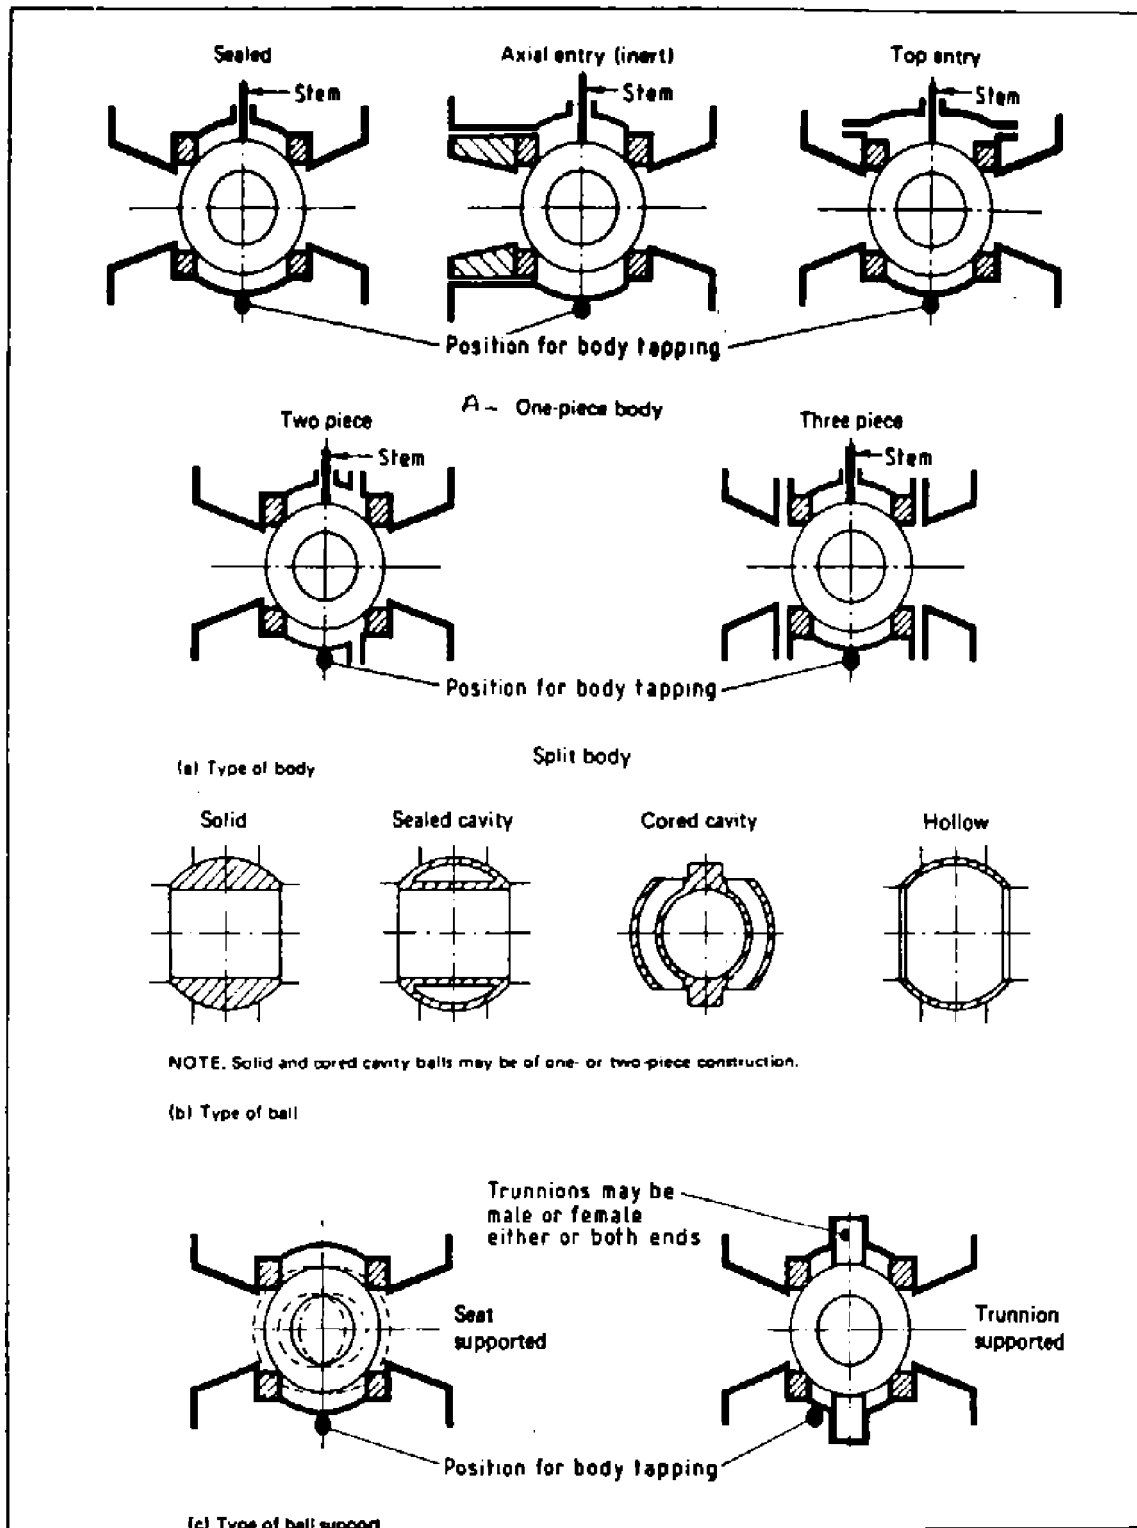 Sealed
Axial entry (inert)
Top entry
Stem
Stem
Stem
Position for body tapping
A - One-piece body
Two piece
Three piece
Stem
Stem
Position for body tapping
Split body
(a) Type of body
Solid
Sealed cavity
Cored cavity
Hollow
NOTE. Solid and cored cavity balls may be of one- or two-piece construction.
(b) Type of ball
Trunnions may be
male or female
either or both ends
Seat
supported
Trunnion
supported
Position for body tapping
(c) Type of ball support